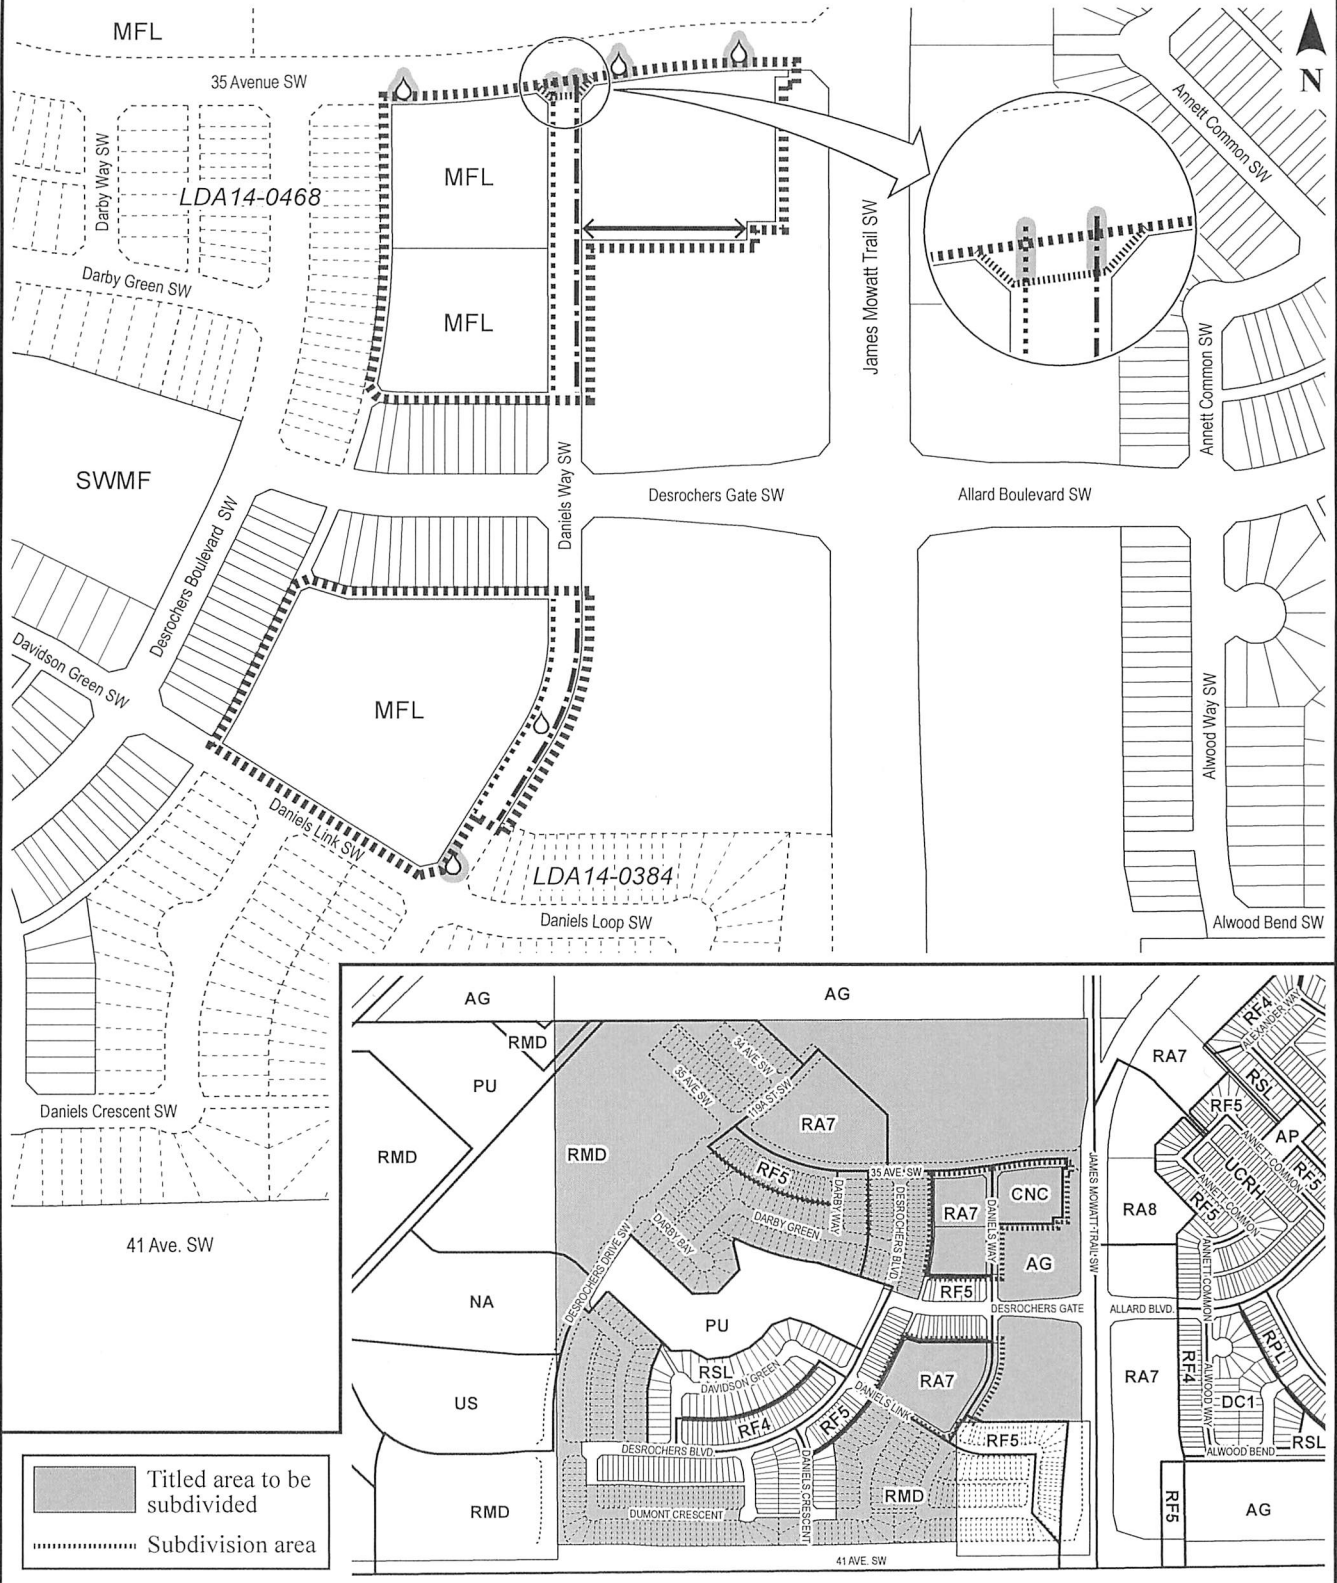 MFL
35 Avenue SW
N
Annett Common SW
Darby Way SW
LDA14-0468
MFL
James Mowatt Trail SW
Darby Green SW
MFL
Annett Common SW
SWMF
Daniels Way SW
Desrochers Gate SW
Allard Boulevard SW
Desrochers Boulevard SW
Davidson Green SW
MFL
Alwood Way SW
Daniels Link SW
LDA14-0384
Daniels Loop SW
Alwood Bend SW
Daniels Crescent SW
41 Ave. SW
AG
AG
RMD
PU
RMD
RMD
34 AVE SW
35 AVE SW
119A ST SW
RA7
RF5
35 AVE SW
DARBY WAY
DESROCHERS BLVD
DARBY GREEN
DARBY BAY
RA7
DANIELS WAY
CNC
JAMES MOWATT TRAIL SW
AG
RA7
RF4
ALEXANDER WAY
RSL
RF5
AP
ANNETT COMMON
RF5
UCRH
ANNETT COMMON
RF5
RA8
ANNETT COMMON
DESROCHERS DRIVE SW
NA
PU
RF5
DESROCHERS GATE
ALLARD BLVD.
RSL
DAVIDSON GREEN
RA7
DANIELS LINK
RA7
RF4
ALWOOD WAY
RPL
DC1
US
RF4
RF5
RF5
DESROCHERS BLVD.
ALWOOD BEND
RSL
DANIELS CRESCENT
RMD
RMD
DUMONT CRESCENT
RF5
AG
41 AVE. SW
Titled area to be
subdivided
Subdivision area